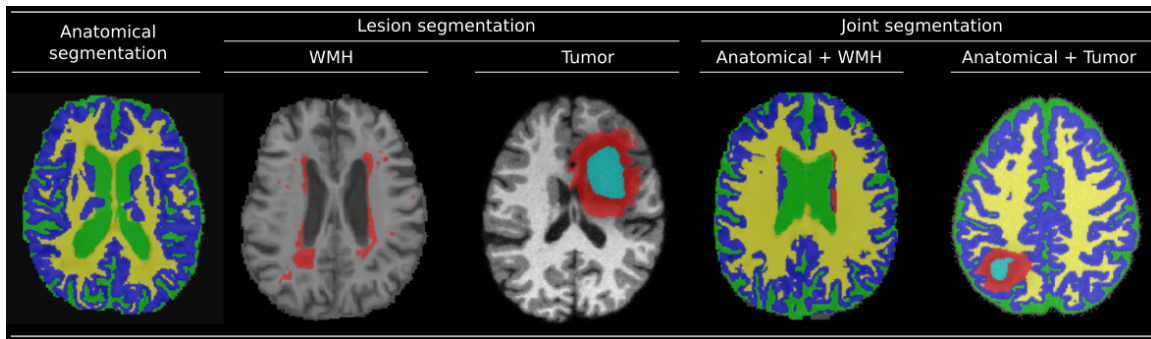 Anatomical
segmentation
Lesion segmentation
Joint segmentation
WMH
Tumor
Anatomical + WMH
Anatomical + Tumor